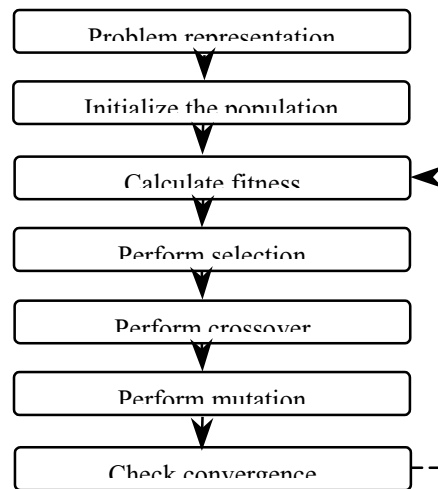 Problem representation
Initialize the population
Calculate fitness
Perform selection
Perform crossover
Perform mutation
Check convergence